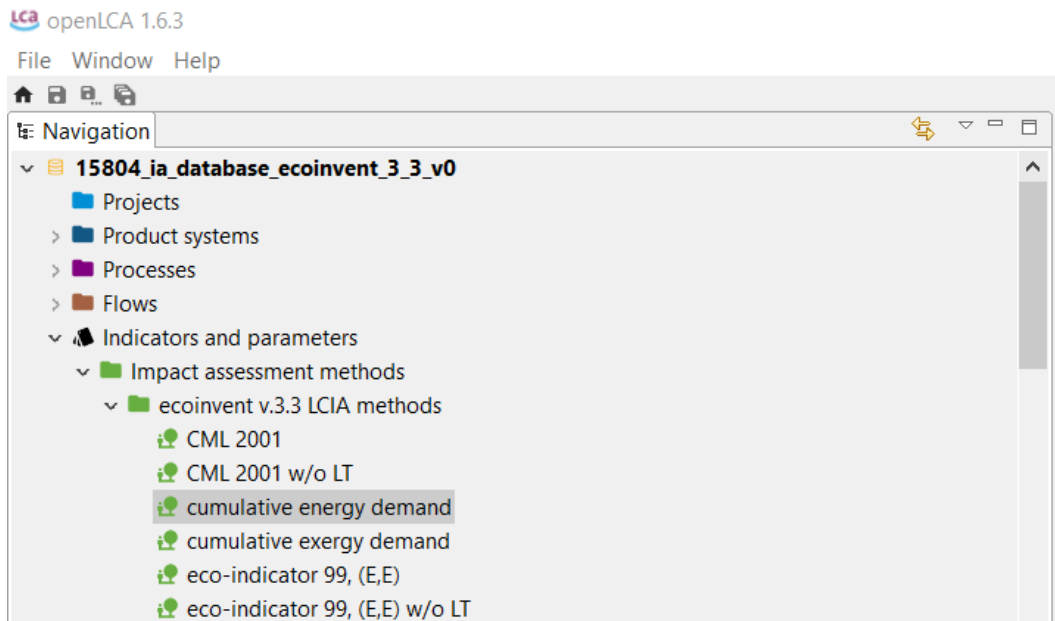 LCA openLCA 1.6.3
File Window Help
Navigation
15804_ia_database_ecoinvent_3_3_v0
Projects
Product systems
Processes
Flows
Indicators and parameters
Impact assessment methods
ecoinvent v.3.3 LCIA methods
CML 2001
CML 2001 w/o LT
cumulative energy demand
cumulative exergy demand
eco-indicator 99, (E,E)
eco-indicator 99, (E,E) w/o LT